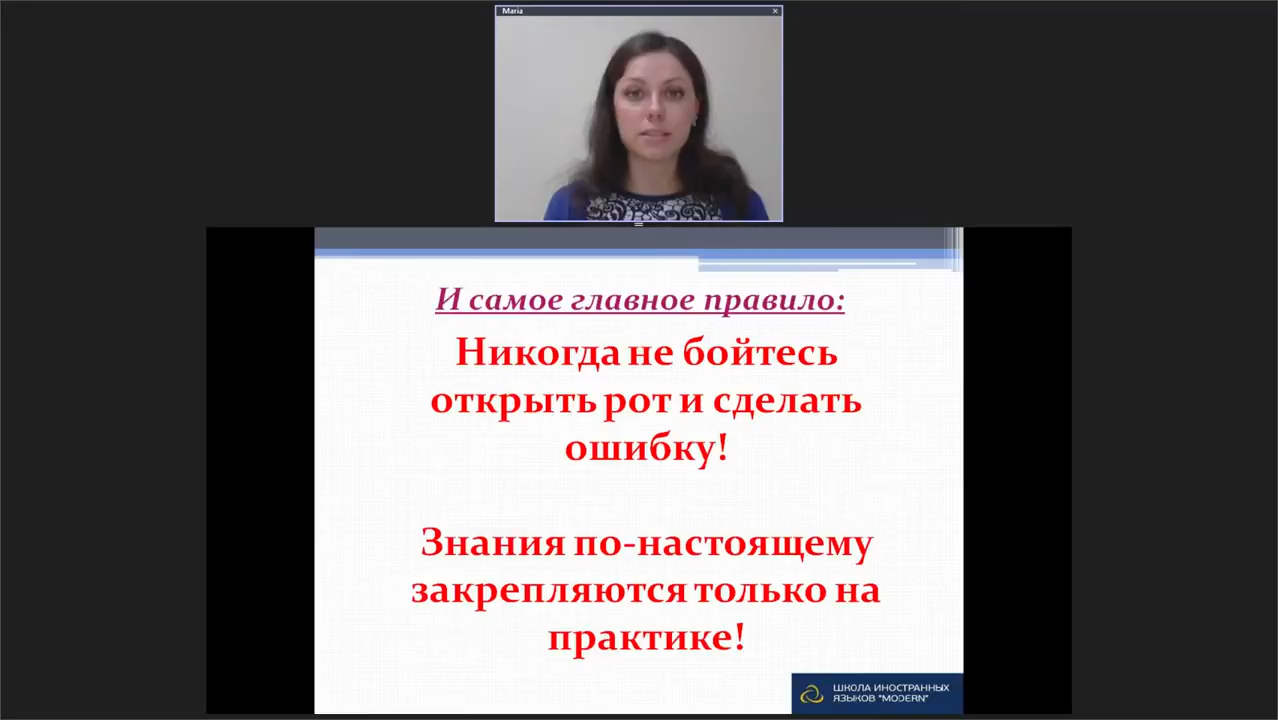 Maria
И самое главное правило:
Никогда не бойтесь
открыть рот и сделать
ошибку!
Знания по-настоящему
закрепляются только на
практике!
ШКОЛА ИНОСТРАННЫХ
ЯЗЫКОВ "MODERN"